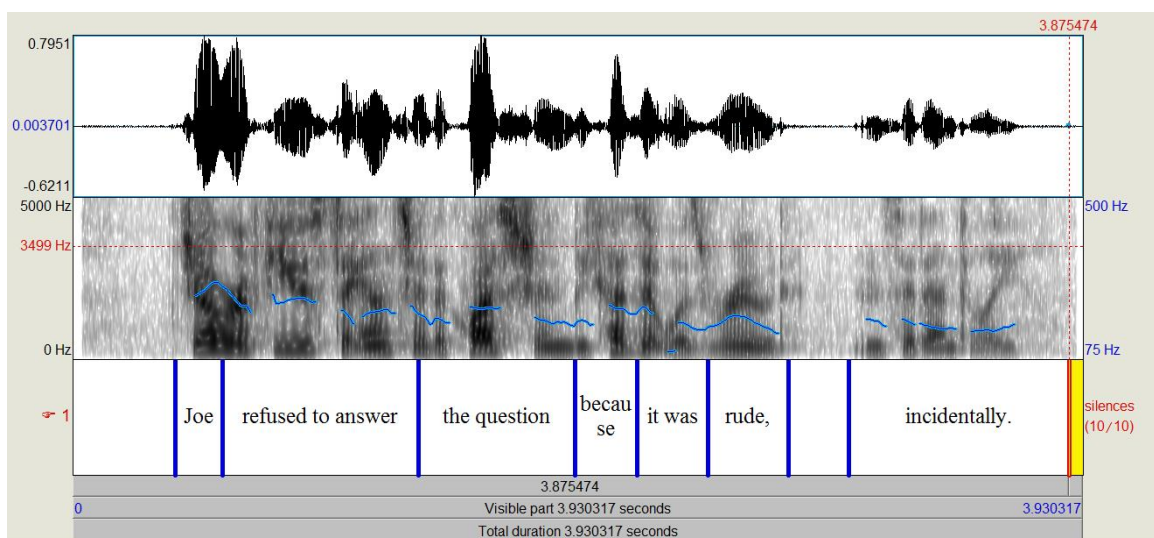 3.875474
0.7951
0.003701
-0.6211
5000 Hz
500 Hz
3499 Hz
0 Hz
75 Hz
1
Joe
refused to answer
the question
becau
se
it was
rude,
incidentally.
silences
(10/10)
3.875474
0
Visible part 3.930317 seconds
3.930317
Total duration 3.930317 seconds